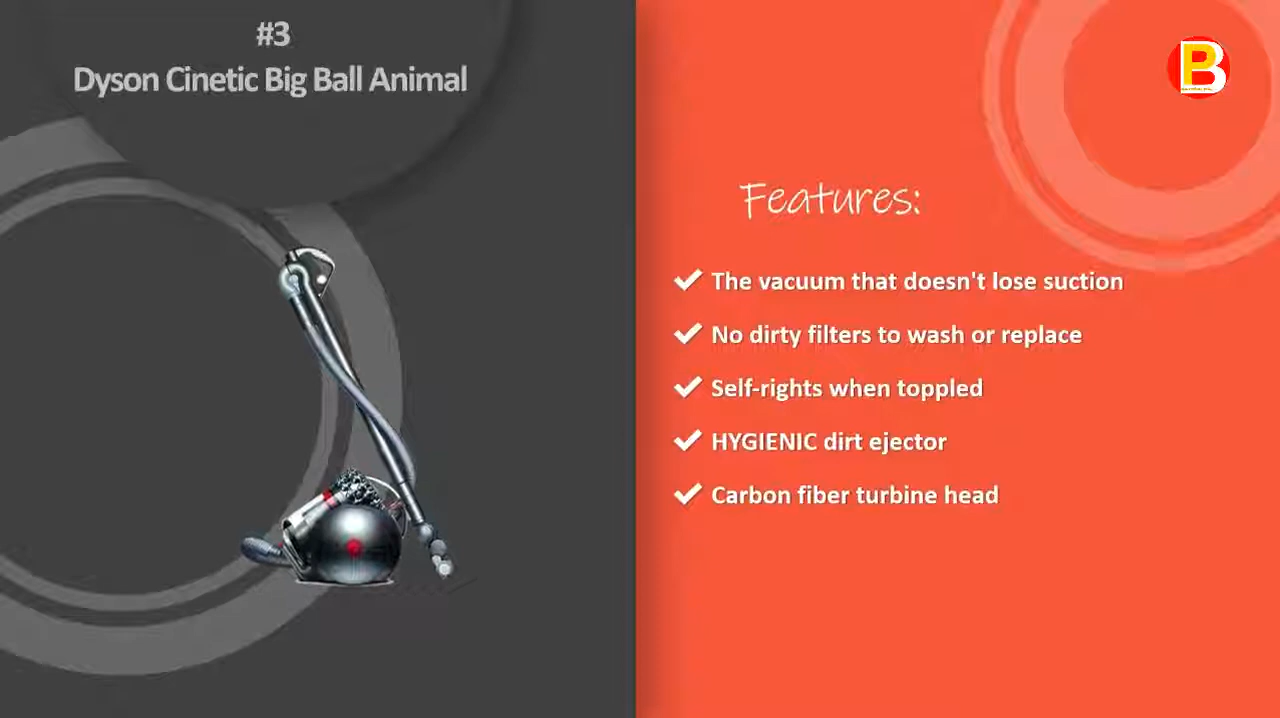 #3
Dyson Cinetic Big Ball Animal
PB
Features:
The vacuum that doesn't lose suction
No dirty filters to wash or replace
Self-rights when toppled
HYGIENIC dirt ejector
Carbon fiber turbine head